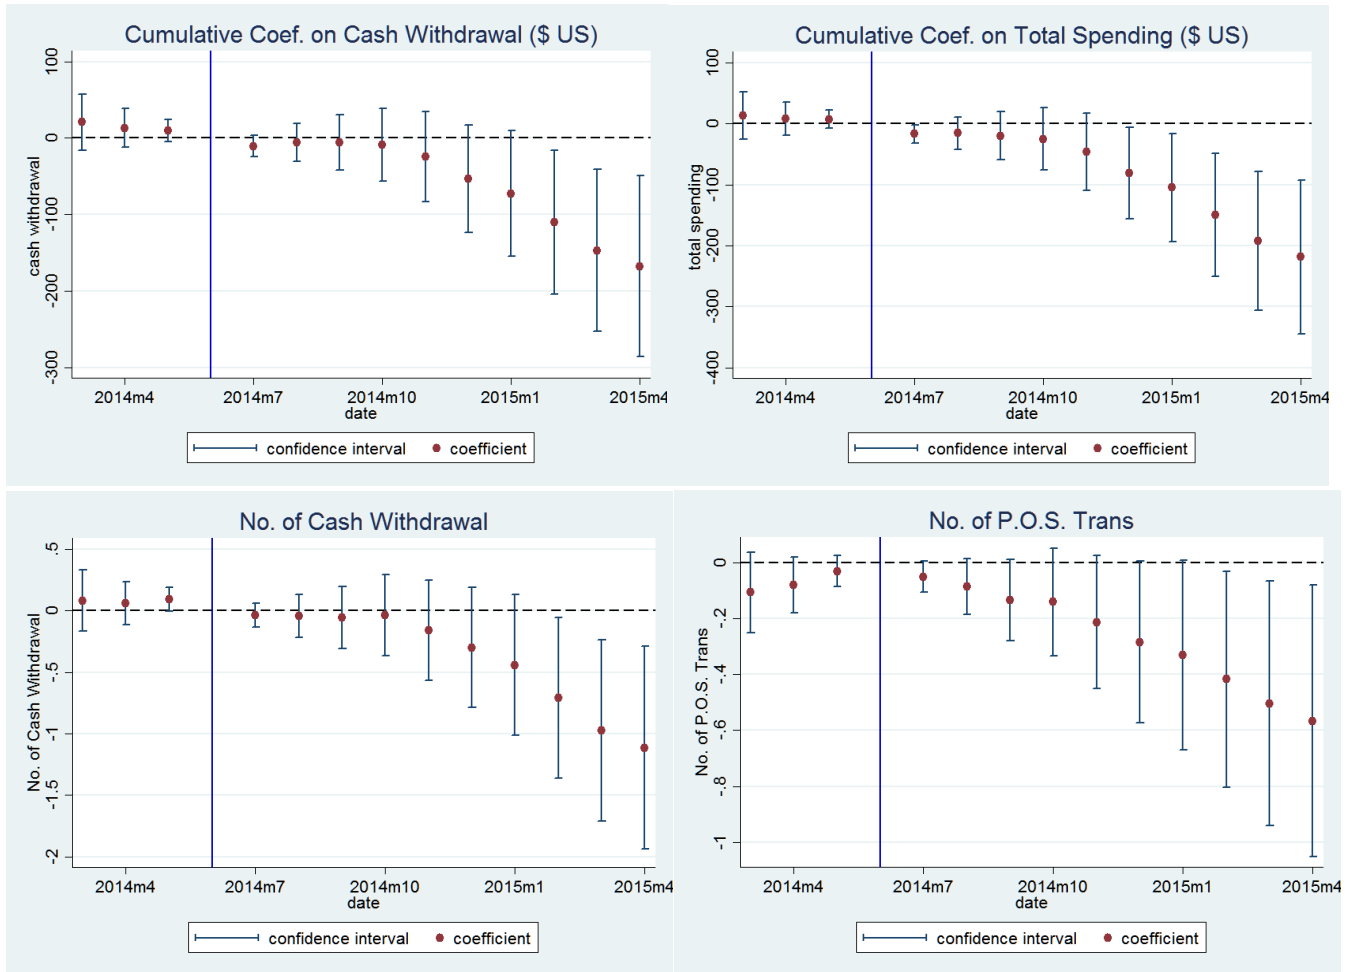 Cumulative Coef. on Cash Withdrawal ($ US)
cash withdrawal
100
0
-100
-200
-300
2014m4 2014m7 2014m10 2015m1 2015m4
date
confidence interval coefficient
Cumulative Coef. on Total Spending ($ US)
total spending
100
0
-100
-200
-300
-400
2014m4 2014m7 2014m10 2015m1 2015m4
date
confidence interval coefficient
No. of Cash Withdrawal
No. of Cash Withdrawal
.5
0
-.5
-1
-1.5
-2
2014m4 2014m7 2014m10 2015m1 2015m4
date
confidence interval coefficient
No. of P.O.S. Trans
No. of P.O.S. Trans
0
-.2
-.4
-.6
-.8
-1
2014m4 2014m7 2014m10 2015m1 2015m4
date
confidence interval coefficient